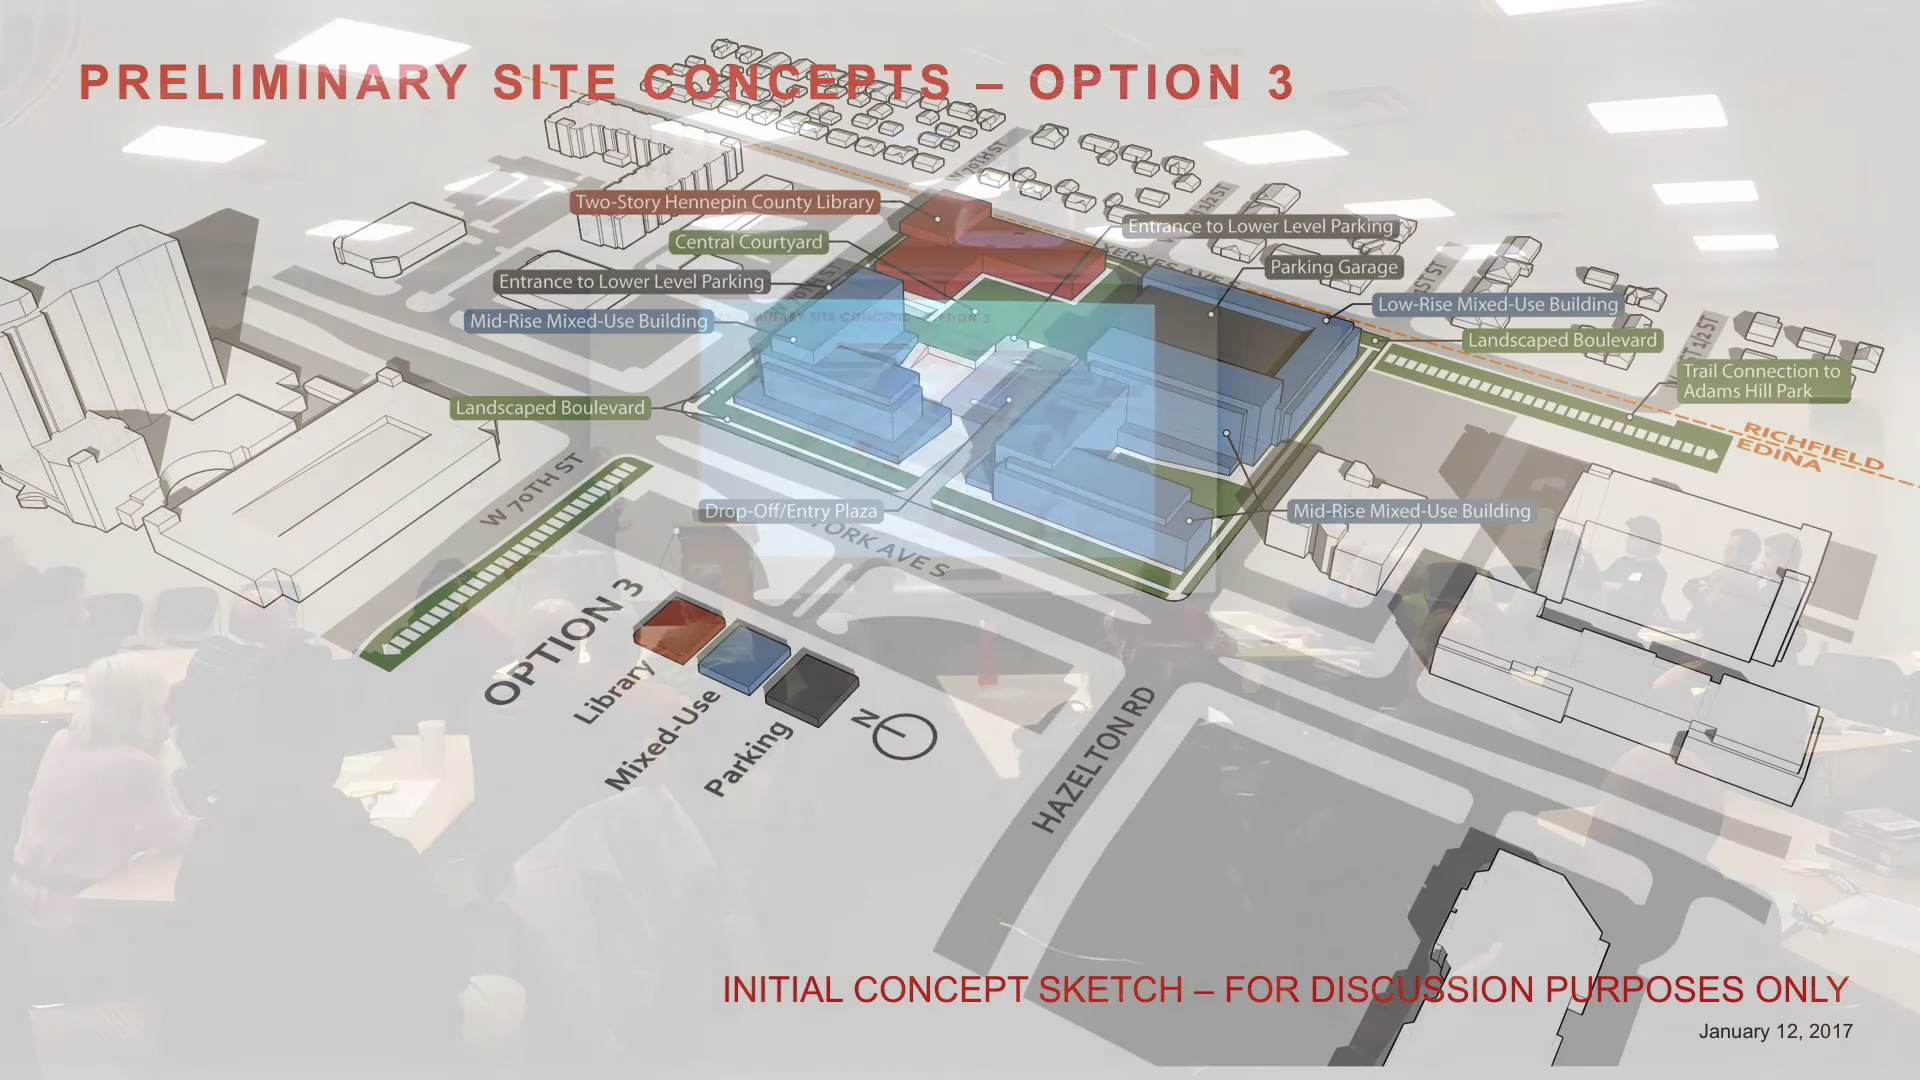 PRELIMINARY SITE CONCEPTS – OPTION 3
W 70TH ST
Two-Story Hennepin County Library
Entrance to Lower Level Parking
Central Courtyard
XERXES AVE
Parking Garage
Entrance to Lower Level Parking
Low-Rise Mixed-Use Building
Mid-Rise Mixed-Use Building
Landscaped Boulevard
Trail Connection to
Adams Hill Park
Landscaped Boulevard
RICHFIELD
EDINA
W 70TH ST
Drop-Off/Entry Plaza
Mid-Rise Mixed-Use Building
YORK AVE S
OPTION 3
Library
Mixed-Use
Parking
N
HAZELTON RD
INITIAL CONCEPT SKETCH – FOR DISCUSSION PURPOSES ONLY
January 12, 2017